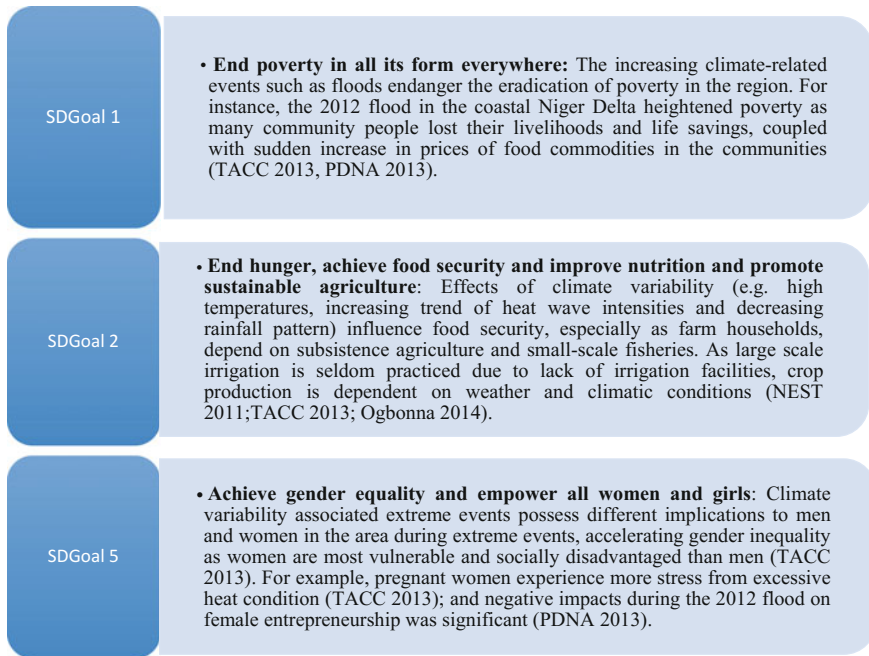 SDGoal 1
• End poverty in all its form everywhere: The increasing climate-related
events such as floods endanger the eradication of poverty in the region. For
instance, the 2012 flood in the coastal Niger Delta heightened poverty as
many community people lost their livelihoods and life savings, coupled
with sudden increase in prices of food commodities in the communities
(TACC 2013, PDNA 2013).
SDGoal 2
• End hunger, achieve food security and improve nutrition and promote
sustainable agriculture: Effects of climate variability (e.g. high
temperatures, increasing trend of heat wave intensities and decreasing
rainfall pattern) influence food security, especially as farm households,
depend on subsistence agriculture and small-scale fisheries. As large scale
irrigation is seldom practiced due to lack of irrigation facilities, crop
production is dependent on weather and climatic conditions (NEST
2011;TACC 2013; Ogbonna 2014).
SDGoal 5
• Achieve gender equality and empower all women and girls: Climate
variability associated extreme events possess different implications to men
and women in the area during extreme events, accelerating gender inequality
as women are most vulnerable and socially disadvantaged than men (TACC
2013). For example, pregnant women experience more stress from excessive
heat condition (TACC 2013); and negative impacts during the 2012 flood on
female entrepreneurship was significant (PDNA 2013).